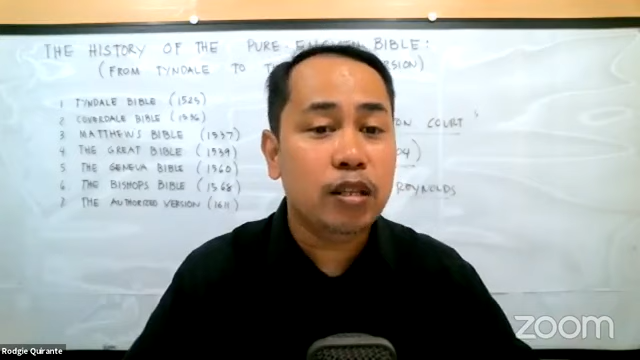 THE HISTORY OF THE PURE ENGLISH BIBLE:
(FROM TYNDALE TO VERSION)
1 TYNDALE BIBLE (1525)
2 COVERDALE BIBLE (1536)
3 MATTHEWS BIBLE (1537)
4 THE GREAT BIBLE (1539)
5 THE GENEVA BIBLE (1560)
6 THE BISHOPS BIBLE (1568)
7 THE AUTHORIZED VERSION (1611)
COURT
REYNOLDS
zoom
Rodgie Quirante